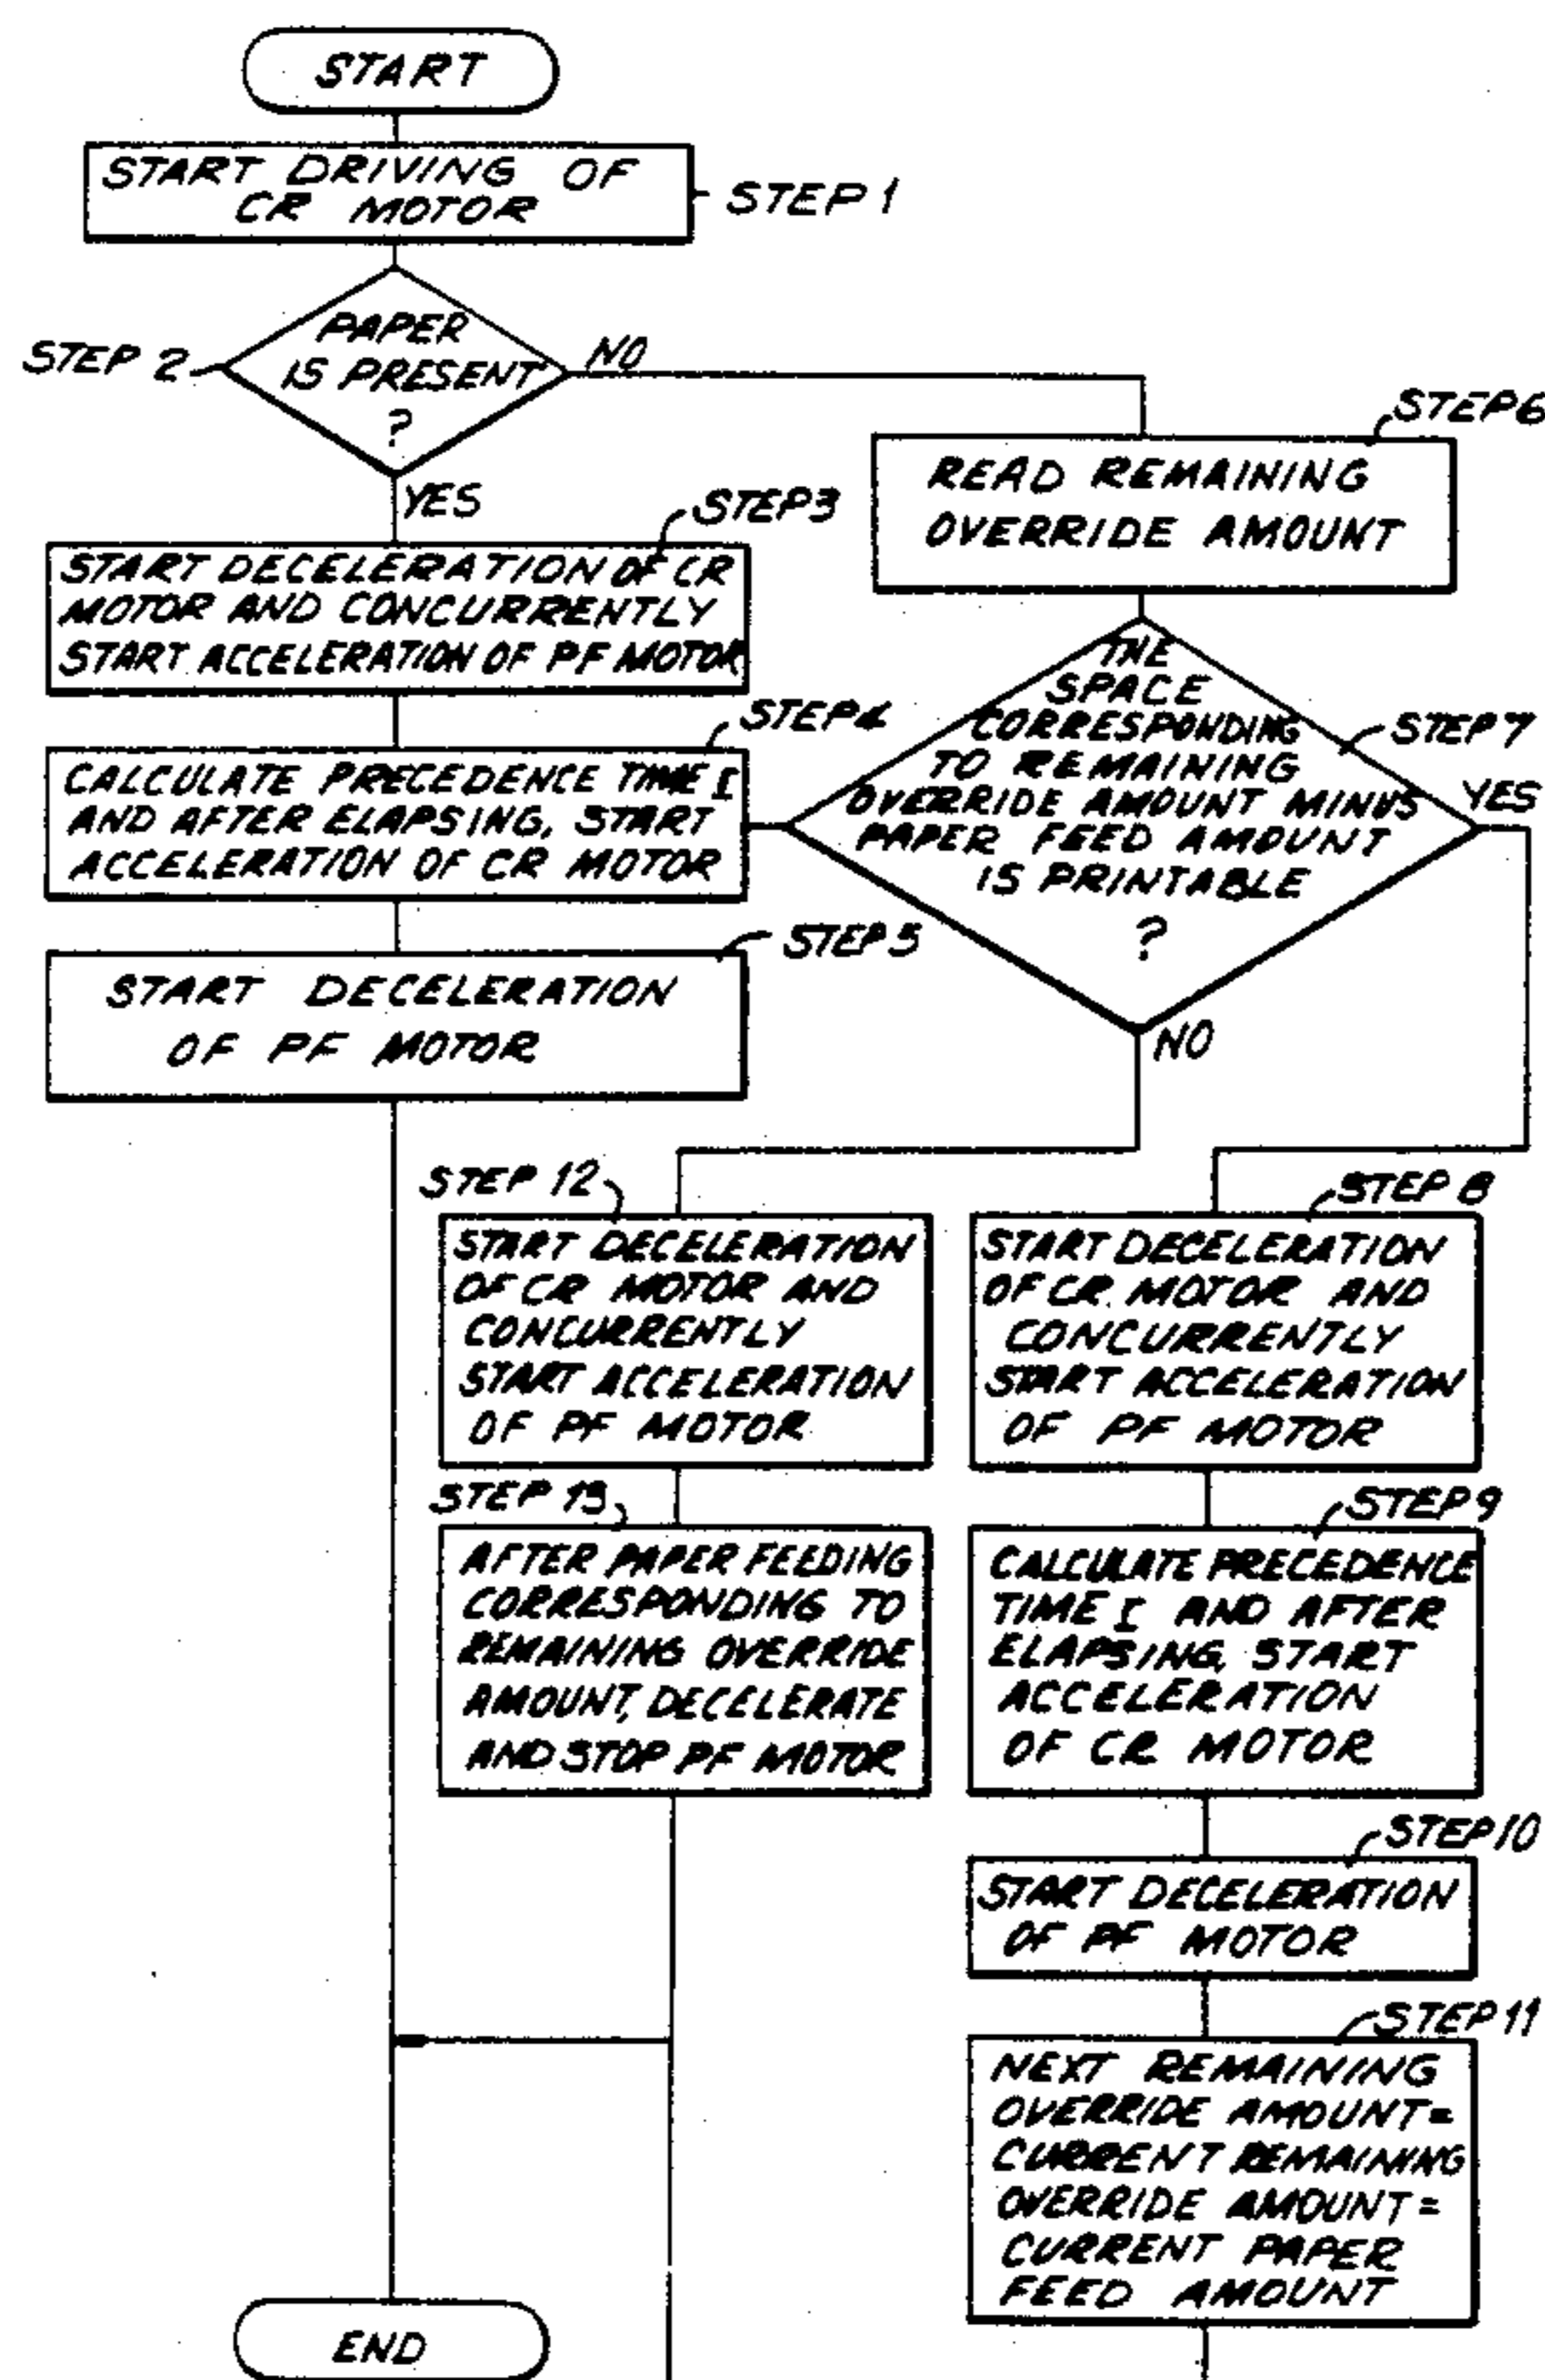 START
START DRIVING OF
CR MOTOR
STEP 1
PAPER
IS PRESENT
?
STEP 2
NO
YES
STEP 3
START DECELERATION OF CR
MOTOR AND CONCURRENTLY
START ACCELERATION OF PF MOTOR
STEP 4
CALCULATE PRECEDENCE TIME I
AND AFTER ELAPSING, START
ACCELERATION OF CR MOTOR
STEP 5
START DECELERATION
OF PF MOTOR
STEP 6
READ REMAINING
OVERRIDE AMOUNT
THE
SPACE
CORRESPONDING
TO REMAINING
OVERRIDE AMOUNT MINUS
PAPER FEED AMOUNT
IS PRINTABLE
?
STEP 7
YES
NO
STEP 12
START DECELERATION
OF CR MOTOR AND
CONCURRENTLY
START ACCELERATION
OF PF MOTOR
STEP 13
AFTER PAPER FEEDING
CORRESPONDING TO
REMAINING OVERRIDE
AMOUNT, DECELERATE
AND STOP PF MOTOR
STEP 8
START DECELERATION
OF CR MOTOR AND
CONCURRENTLY
START ACCELERATION
OF PF MOTOR
STEP 9
CALCULATE PRECEDENCE
TIME I AND AFTER
ELAPSING, START
ACCELERATION
OF CR MOTOR
STEP 10
START DECELERATION
OF PF MOTOR
STEP 11
NEXT REMAINING
OVERRIDE AMOUNT=
CURRENT REMAINING
OVERRIDE AMOUNT=
CURRENT PAPER
FEED AMOUNT
END